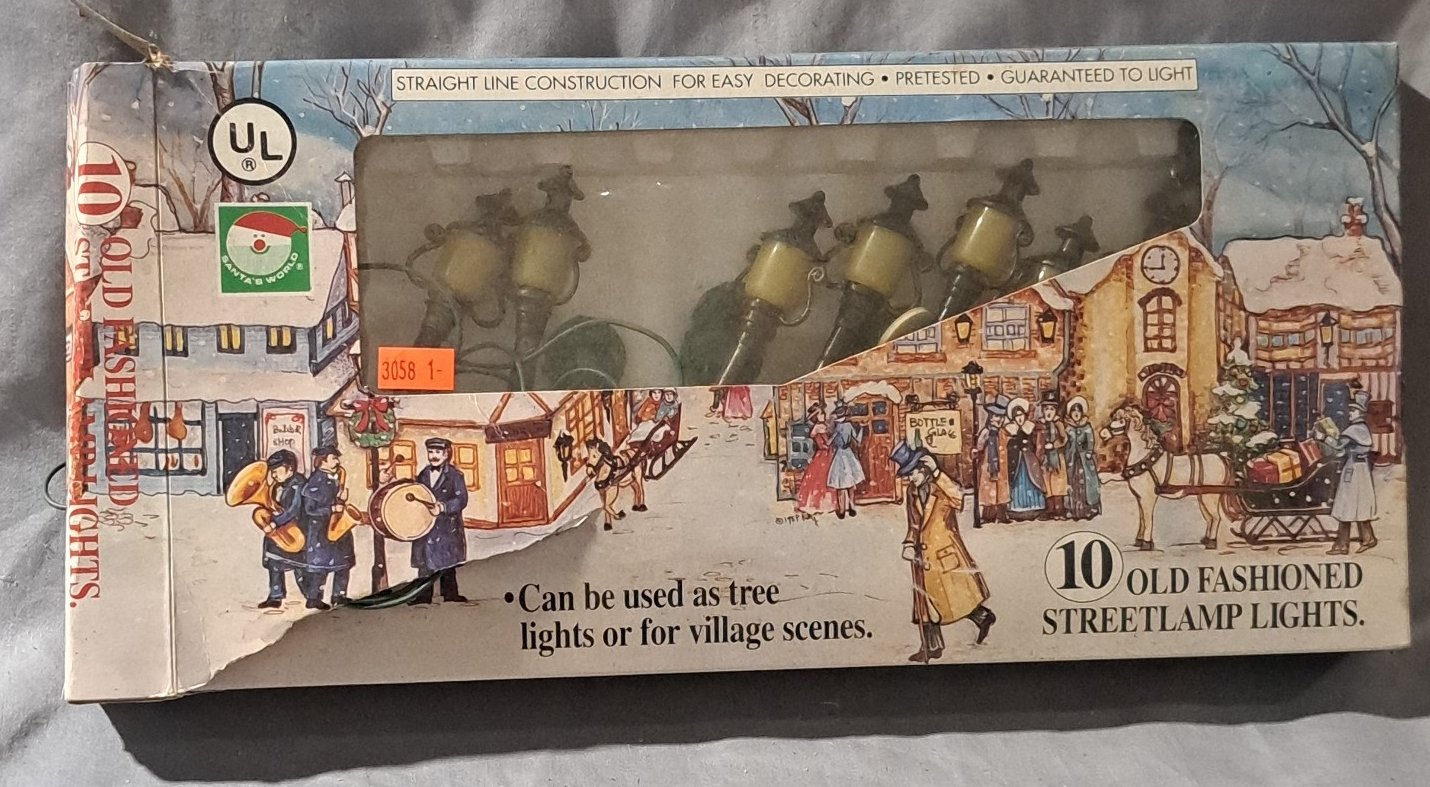 STRAIGHT LINE CONSTRUCTION FOR EASY DECORATING • PRETESTED • GUARANTEED TO LIGHT
UL
®
SANTA'S WORLD®
10 OLD FASHIONED
LIGHTS.
3058 1-
SHOP
BOTTLE
•Can be used as tree
lights or for village scenes.
10 OLD FASHIONED
STREETLAMP LIGHTS.